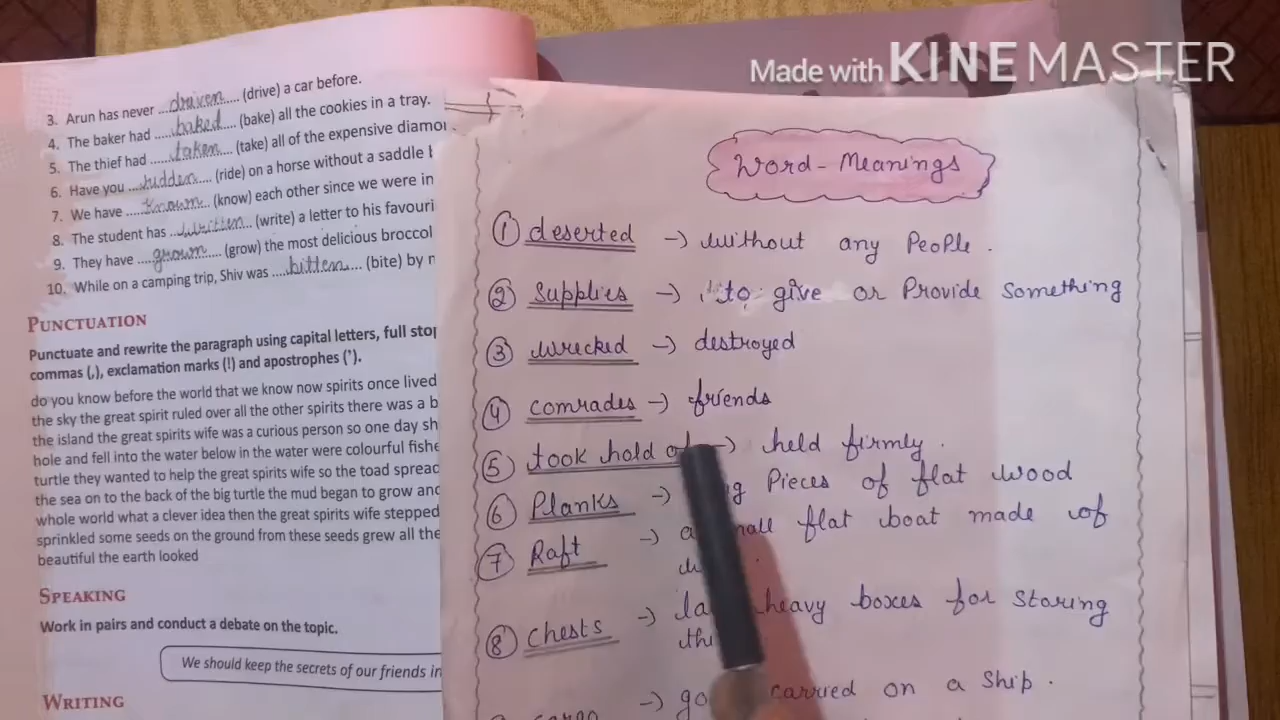 Made with KINEMASTER
3. Arun has never driven (drive) a car before.
4. The baker had baked (bake) all the cookies in a tray.
5. The thief had taken (take) all of the expensive
6. Have you ridden (ride) on a horse without a saddle
7. We have known (know) each other since we were in
8. The student has written (write) a letter to his
9. They have grown (grow) the most delicious
10. While on a camping trip, Shiv was bitten (bite) by
PUNCTUATION
Punctuate and rewrite the paragraph using capital letters, full
commas (,), exclamation marks (!) and apostrophes (').
do you know before the world that we know now spirits once lived
the sky the great spirit ruled over all the other spirits there was a
the island the great spirits wife was a curious person so one day
hole and fell into the water below in the water were colourful
turtle they wanted to help the great spirits wife so the toad spread
the sea on to the back of the big turtle the mud began to grow and
whole world what a clever idea then the great spirits wife stepped
sprinkled some seeds on the ground from these seeds grew all the
beautiful the earth looked
SPEAKING
Work in pairs and conduct a debate on the topic.
We should keep the secrets of our friends in
WRITING
Word-Meanings
① deserted → without any People.
② Supplies → to give or Provide Something
③ wrecked → destroyed
④ comrades → friends
⑤ took hold of → held firmly.
⑥ Planks → Pieces of flat wood
⑦ Raft → a flat boat made of
⑧ Chests → heavy boxes for Storing
cargo → carried on a Ship.